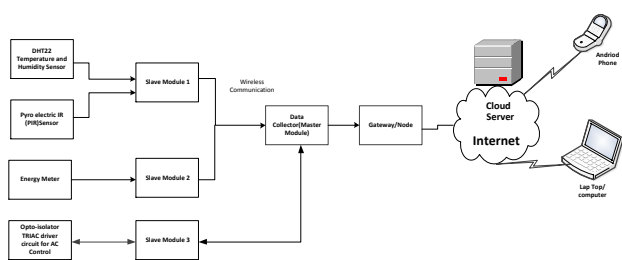 DHT22
Temperature and
Humidity Sensor
Slave Module 1
Pyro electric IR
(PIR)Sensor
Wireless
Communication
Data
Collector(Master
Module)
Gateway/Node
Cloud
Server
Internet
Andriod
Phone
Energy Meter
Slave Module 2
Lap Top/
computer
Opto-isolator
TRIAC driver
circuit for AC
Control
Slave Module 3